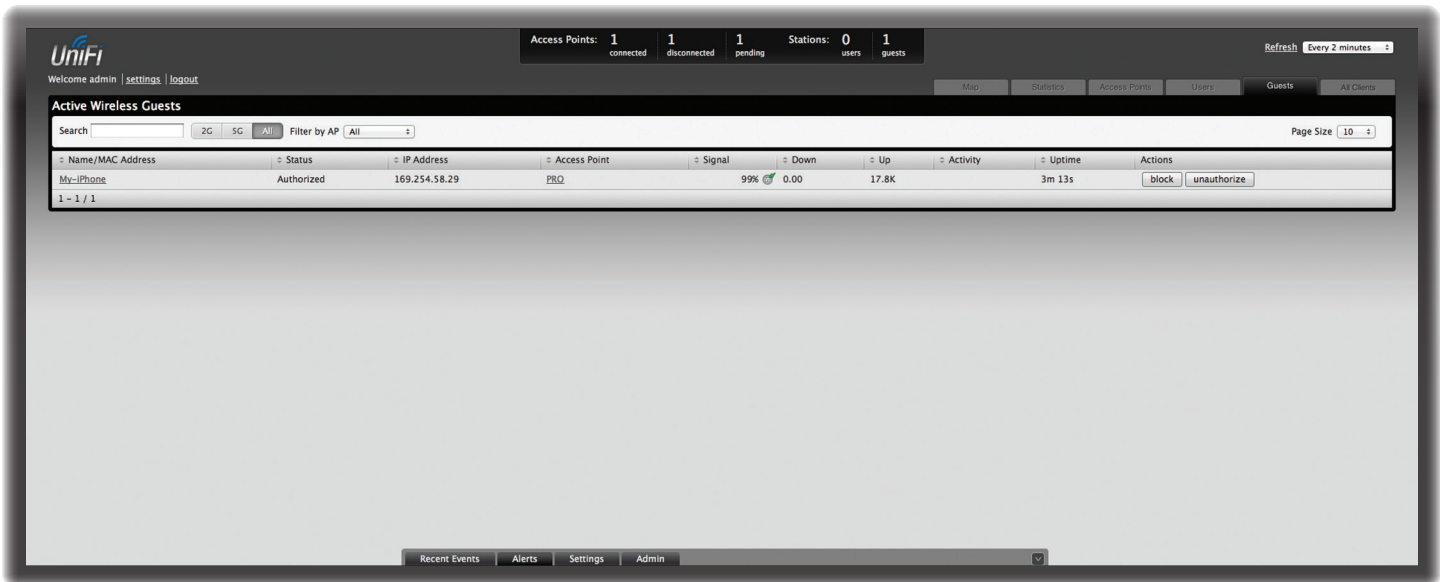 UniFi
Access Points: 1 connected 1 disconnected 1 pending Stations: 0 users 1 guests
Refresh Every 2 minutes
Welcome admin settings logout
Map Statistics Access Points Users Guests All Clients
Active Wireless Guests
Search 2G 5G All Filter by AP All Page Size 10
Name/MAC Address Status IP Address Access Point Signal Down Up Activity Uptime Actions
My-iPhone Authorized 169.254.58.29 PRO 99% 0.00 17.8K 3m 13s block unauthorize
1 - 1 / 1
Recent Events Alerts Settings Admin